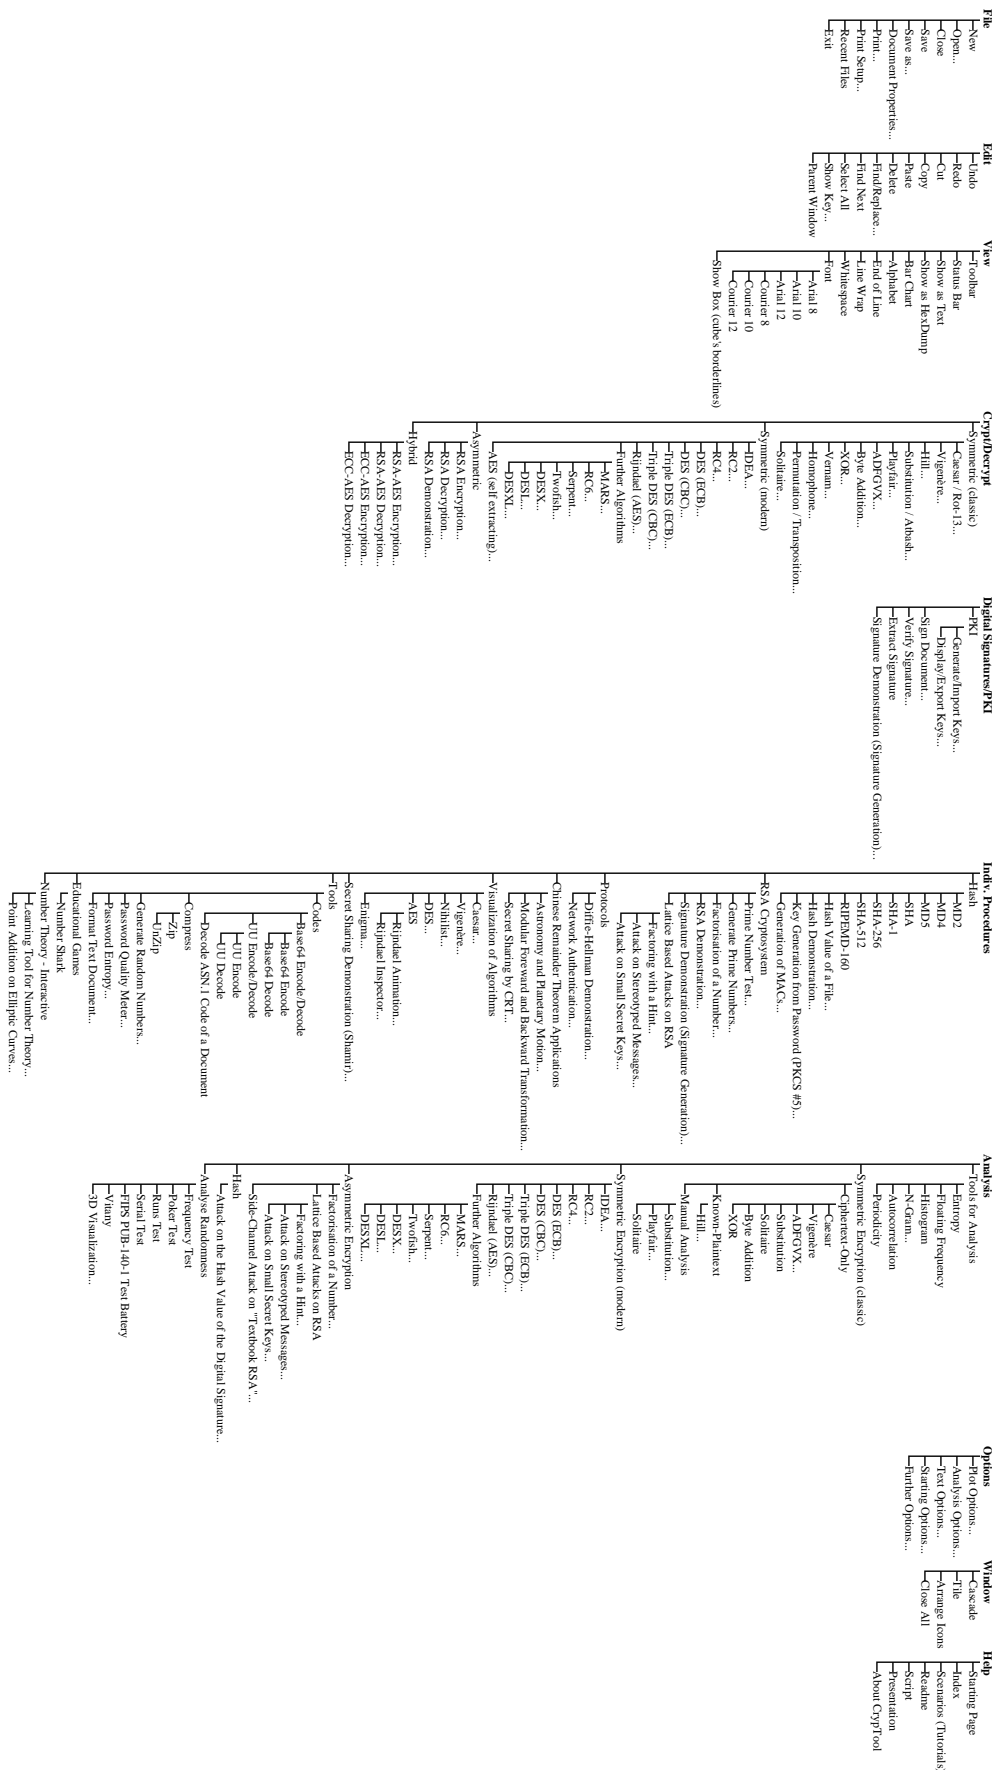 File
New
Open...
Close
Save
Save as...
Document Properties...
Print...
Print Setup...
Recent Files
Exit
Edit
Undo
Redo
Cut
Copy
Paste
Delete
Find/Replace...
Find Next
Select All
Show Key...
Parent Window
View
Toolbar
Status Bar
Show as Text
Show as HexDump
Bar Chart
Alphabet
End of Line
Line Wrap
Whitespace
Font
Arial 8
Arial 10
Arial 12
Courier 8
Courier 10
Courier 12
Show Box (cube's borderlines)
Crypt/Decrypt
Symmetric (classic)
Caesar / Rot-13...
Vigenère...
Hill...
Substitution / Atbash...
Playfair...
ADFGVX...
Byte Addition...
XOR...
Vernam...
Homophone...
Permutation / Transposition...
Solitaire...
Symmetric (modern)
IDEA...
RC2...
RC4...
DES (ECB)...
DES (CBC)...
Triple DES (ECB)...
Triple DES (CBC)...
Rijndael (AES)...
Further Algorithms
MARS...
RC6...
Serpent...
Twofish...
DESX...
DESL...
DESXL...
AES (self extracting)...
Asymmetric
RSA Encryption...
RSA Decryption...
RSA Demonstration...
Hybrid
RSA-AES Encryption...
RSA-AES Decryption...
ECC-AES Encryption...
ECC-AES Decryption...
Digital Signatures/PKI
PKI
Generate/Import Keys...
Display/Export Keys...
Sign Document...
Verify Signature...
Extract Signature
Signature Demonstration (Signature Generation)...
Indiv. Procedures
Hash
MD2
MD4
MD5
SHA
SHA-1
SHA-256
SHA-512
RIPEMD-160
Hash Value of a File...
Hash Demonstration...
Key Generation from Password (PKCS #5)...
Generation of MACs...
RSA Cryptosystem
Prime Number Test...
Generate Prime Numbers...
Factorisation of a Number...
RSA Demonstration...
Signature Demonstration (Signature Generation)...
Lattice Based Attacks on RSA
Factoring with a Hint...
Attack on Stereotyped Messages...
Attack on Small Secret Keys...
Protocols
Diffie-Hellman Demonstration...
Network Authentication...
Chinese Remainder Theorem Applications
Astronomy and Planetary Motion...
Modular Foreward and Backward Transformation...
Secret Sharing by CRT...
Visualization of Algorithms
Caesar...
Vigenère...
Nihilist...
DES...
AES
Rijndael Animation...
Rijndael Inspector...
Enigma...
Secret Sharing Demonstration (Shamir)...
Tools
Codes
Base64 Encode/Decode
Base64 Encode
Base64 Decode
UU Encode/Decode
UU Encode
UU Decode
Decode ASN.1 Code of a Document
Compress
Zip
UnZip
Generate Random Numbers...
Password Quality Meter...
Password Entropy...
Format Text Document...
Educational Games
Number Shark
Number Theory - Interactive
Learning Tool for Number Theory...
Point Addition on Elliptic Curves...
Analysis
Tools for Analysis
Entropy
Floating Frequency
Histogram
N-Gram...
Autocorrelation
Periodicity
Symmetric Encryption (classic)
Ciphertext-Only
Caesar
Vigenère
ADFGVX...
Substitution
Solitaire
Byte Addition
XOR
Known-Plaintext
Hill...
Manual Analysis
Substitution...
Playfair...
Solitaire
Symmetric Encryption (modern)
IDEA...
RC2...
RC4...
DES (ECB)...
DES (CBC)...
Triple DES (ECB)...
Triple DES (CBC)...
Rijndael (AES)...
Further Algorithms
MARS...
RC6...
Serpent...
Twofish...
DESX...
DESL...
DESXL...
Asymmetric Encryption
Factorisation of a Number...
Lattice Based Attacks on RSA
Factoring with a Hint...
Attack on Stereotyped Messages...
Attack on Small Secret Keys...
Side-Channel Attack on "Textbook RSA"...
Hash
Attack on the Hash Value of the Digital Signature...
Analyse Randomness
Frequency Test
Poker Test
Runs Test
Serial Test
FIPS PUB-140-1 Test Battery
Vitany
3D Visualization...
Options
Plot Options...
Analysis Options...
Text Options...
Starting Options...
Further Options...
Window
Cascade
Tile
Arrange Icons
Close All
Help
Starting Page
Index
Scenarios (Tutorials)
Readme
Script
Presentation
About CrypTool